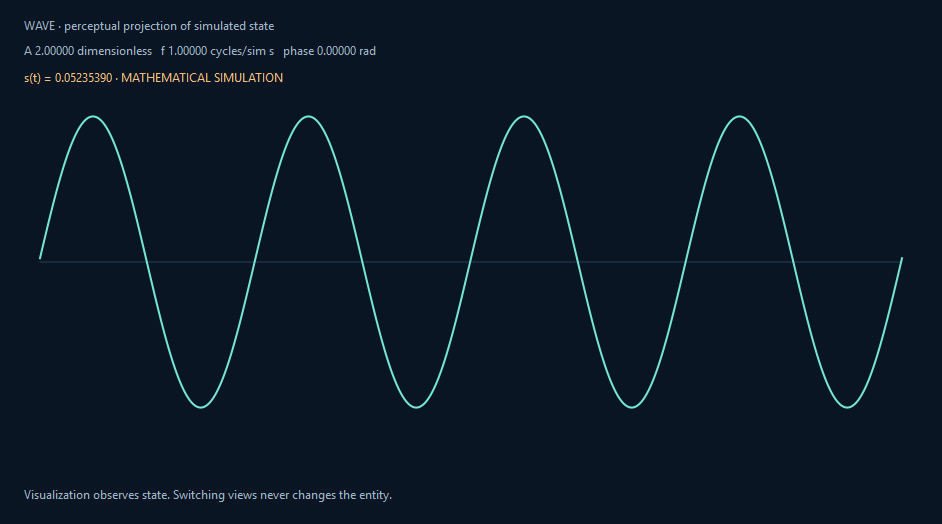 WAVE · perceptual projection of simulated state
A 2.00000 dimensionless f 1.00000 cycles/sim s phase 0.00000 rad
s(t) = 0.05235390 · MATHEMATICAL SIMULATION
Visualization observes state. Switching views never changes the entity.